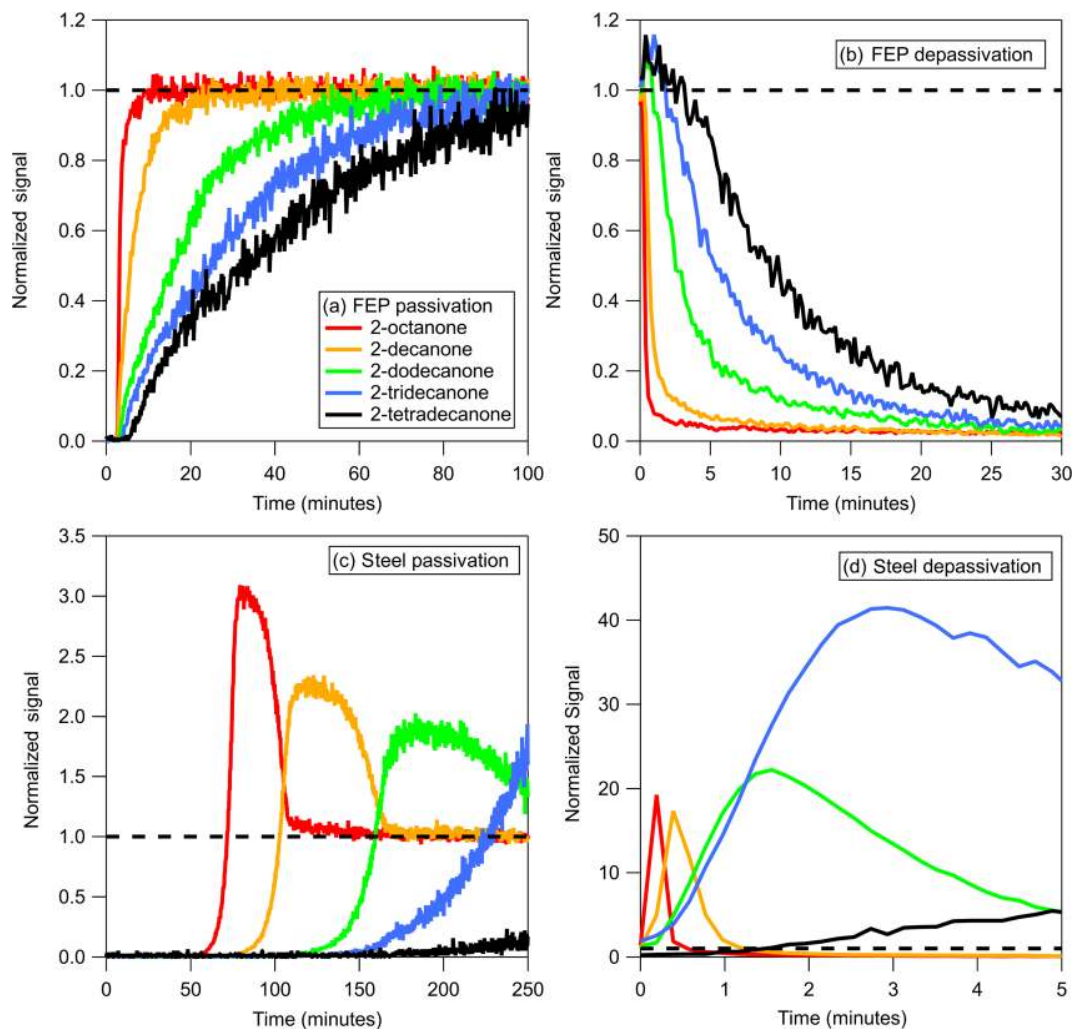 1.2
1.0
0.8
0.6
0.4
0.2
0.0
Normalized signal
(a) FEP passivation
2-octanone
2-decanone
2-dodecanone
2-tridecanone
2-tetradecanone
0 20 40 60 80 100
Time (minutes)
1.2
1.0
0.8
0.6
0.4
0.2
0.0
Normalized signal
(b) FEP depassivation
0 5 10 15 20 25 30
Time (minutes)
3.5
3.0
2.5
2.0
1.5
1.0
0.5
0.0
Normalized signal
(c) Steel passivation
0 50 100 150 200 250
Time (minutes)
50
40
30
20
10
0
Normalized Signal
(d) Steel depassivation
0 1 2 3 4 5
Time (minutes)